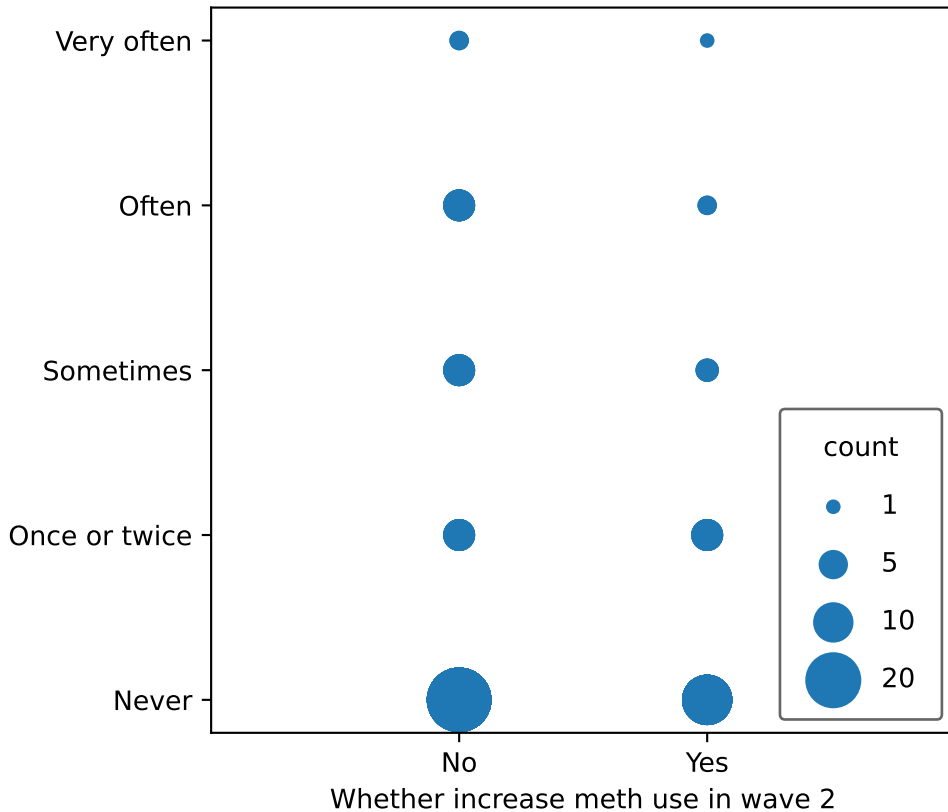 Very often
Often
Sometimes
Once or twice
Never
No Yes
Whether increase meth use in wave 2
count
1
5
10
20